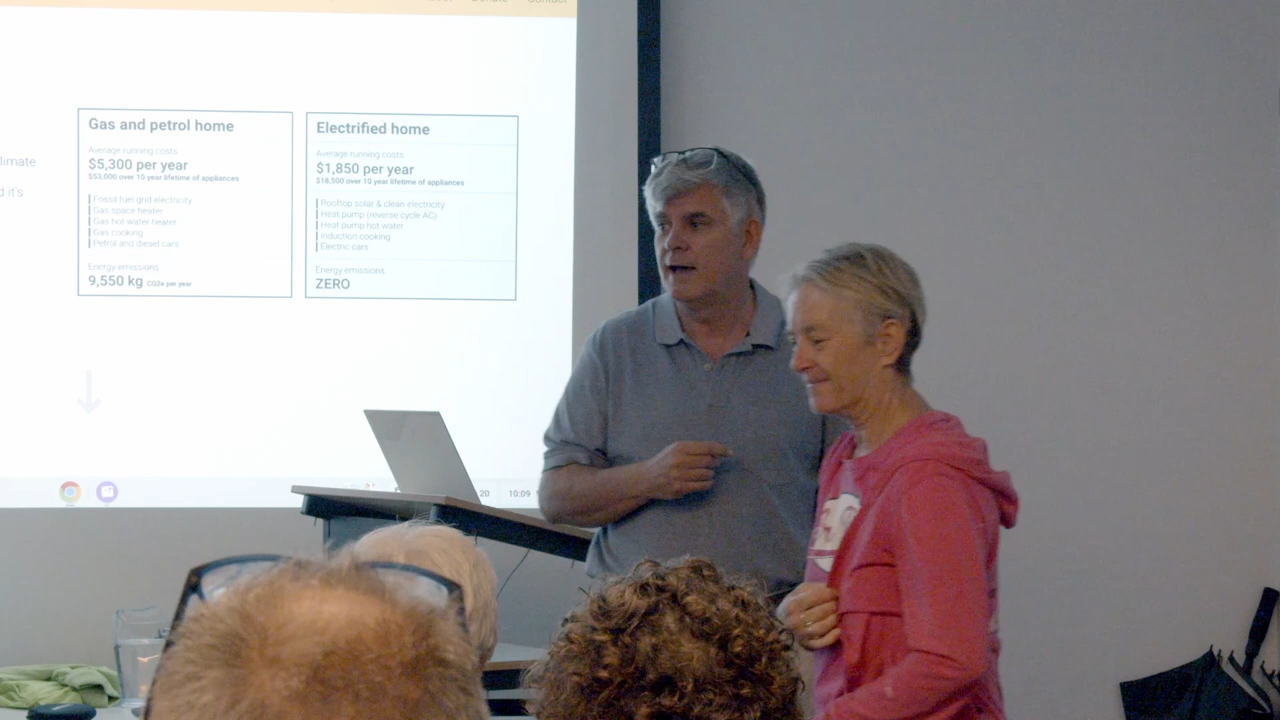 Donate Contact
limate
d it's
Gas and petrol home
Average running costs
$5,300 per year
$53,000 over 10 year lifetime of appliances
Fossil fuel grid electricity
Gas space heater
Gas hot water heater
Gas cooking
Petrol and diesel cars
Energy emissions
9,550 kg CO2e per year
Electrified home
Average running costs
$1,850 per year
$18,500 over 10 year lifetime of appliances
Rooftop solar & clean electricity
Heat pump (reverse cycle AC)
Heat pump hot water
Induction cooking
Electric cars
Energy emissions
ZERO
20 10:09